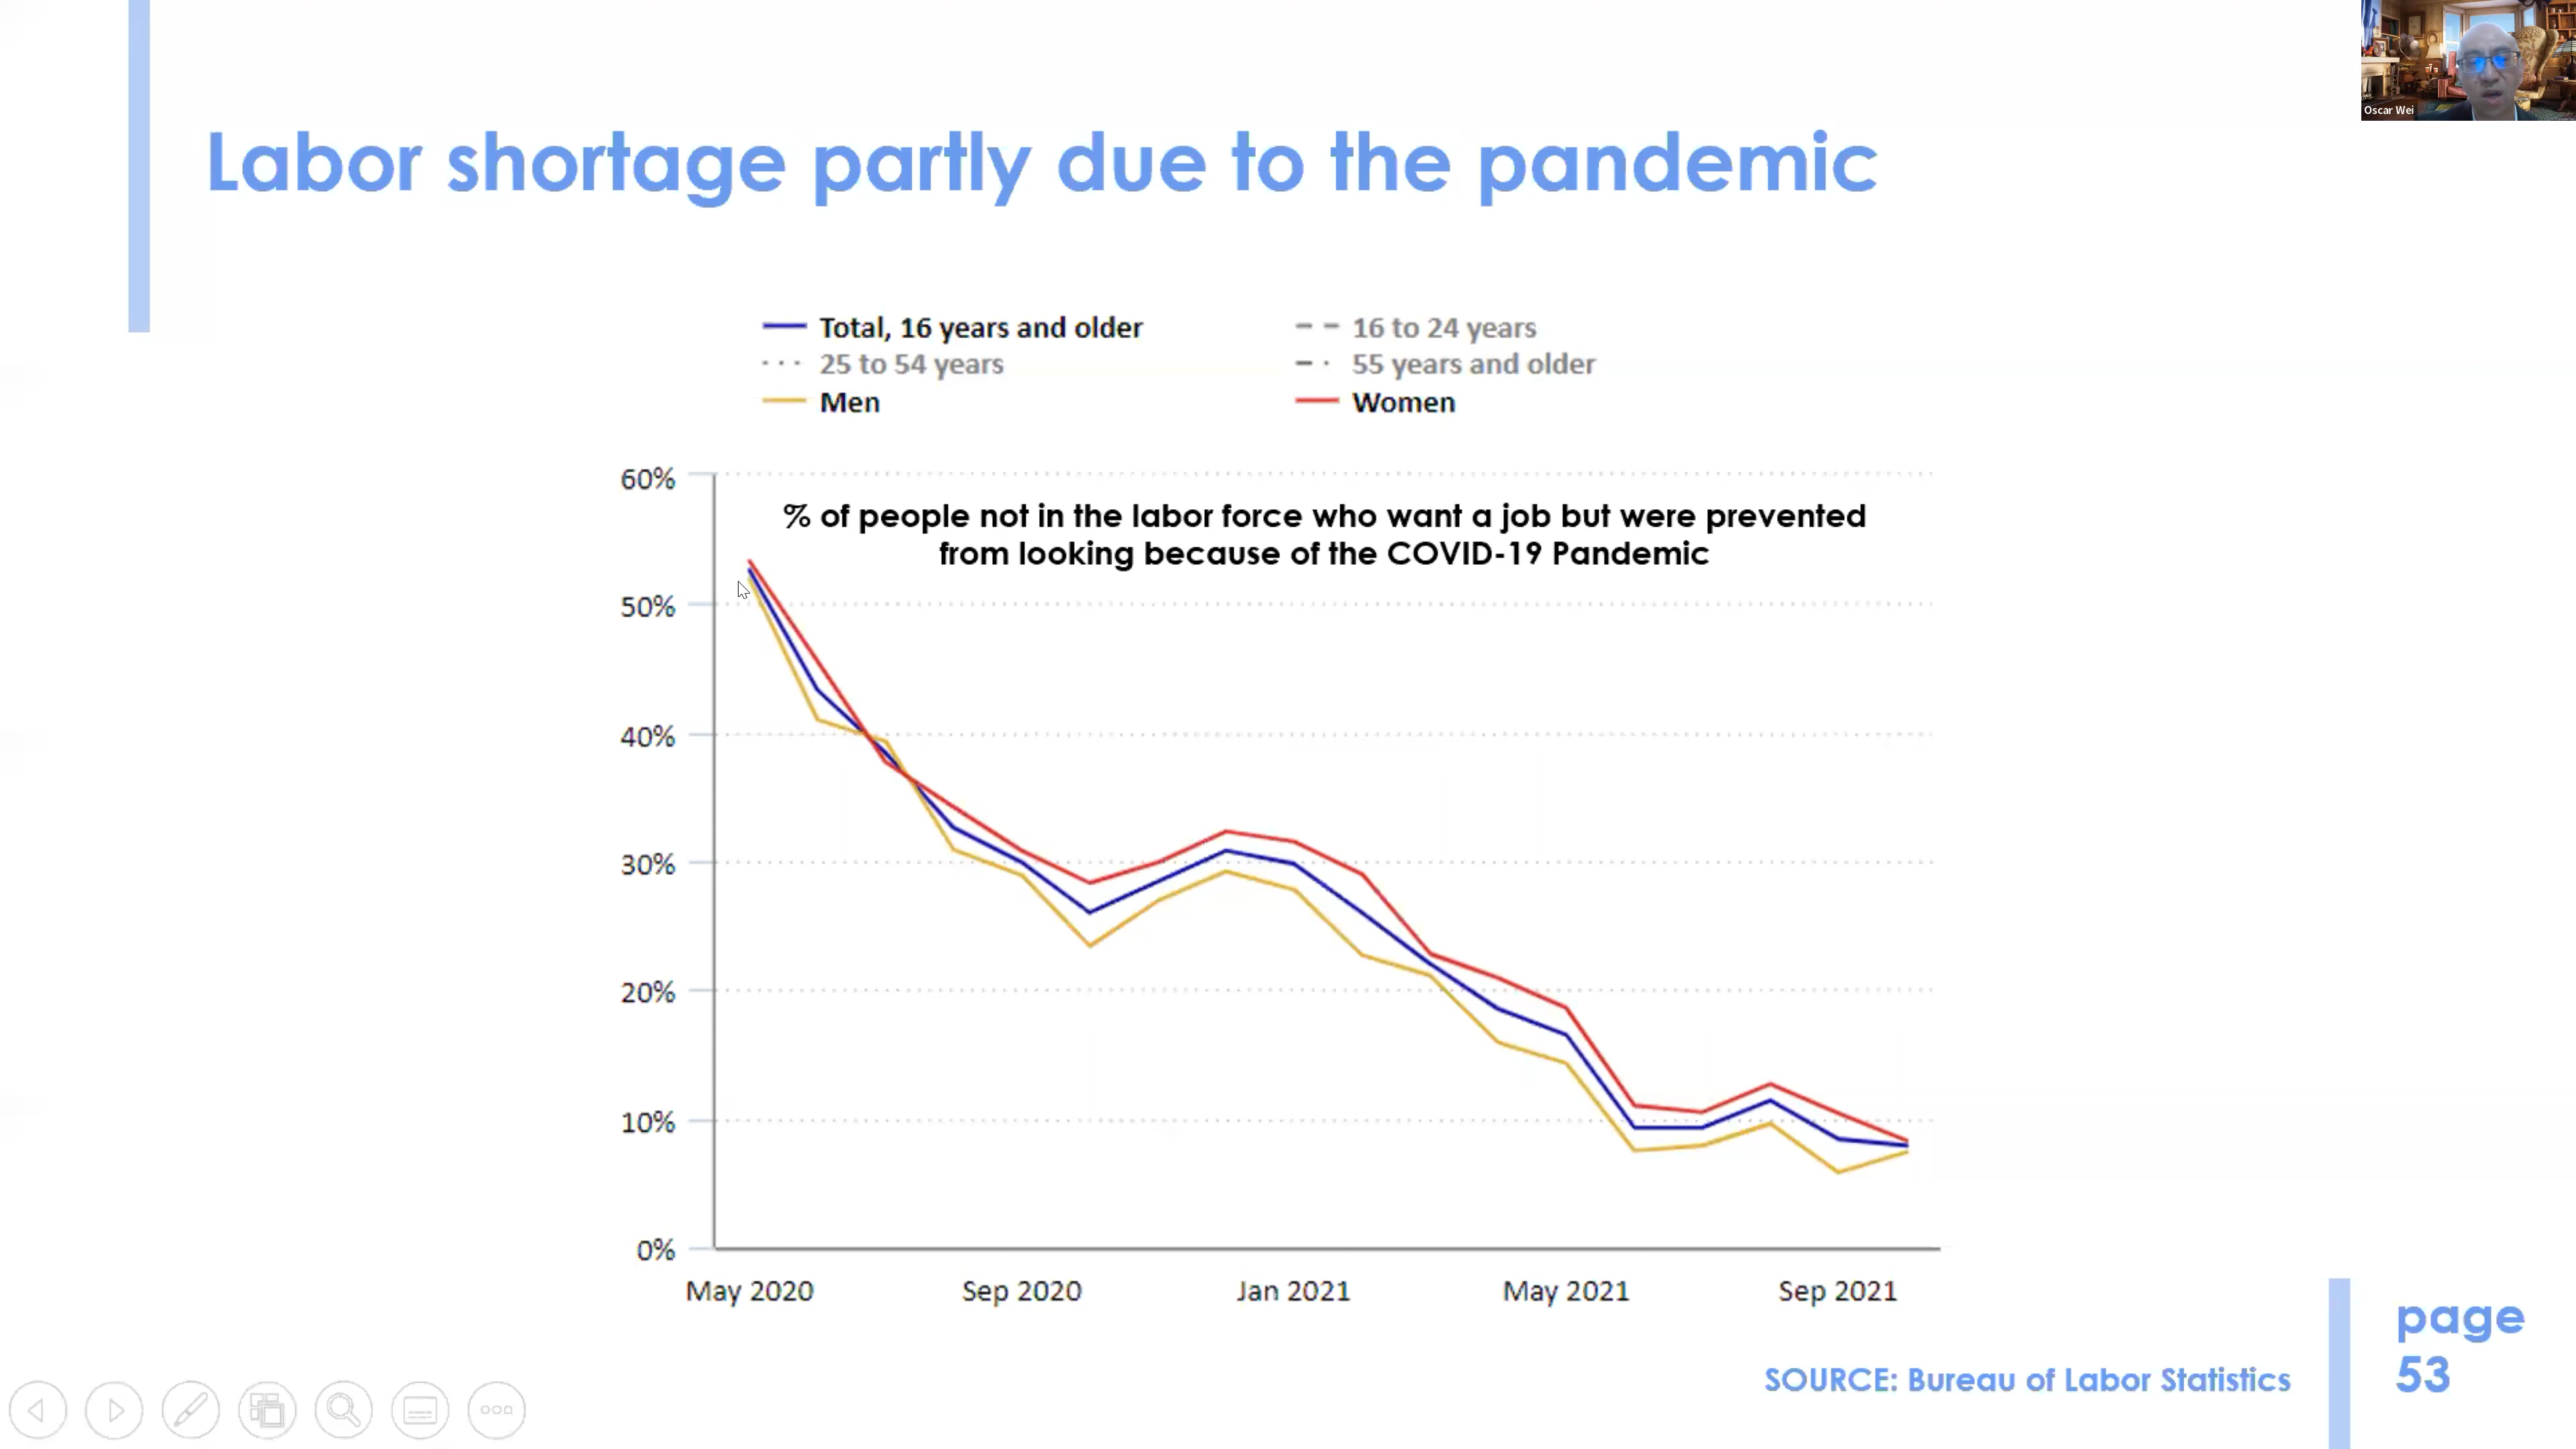 Oscar Wei
Labor shortage partly due to the pandemic
Total, 16 years and older
16 to 24 years
25 to 54 years
55 years and older
Men
Women
% of people not in the labor force who want a job but were prevented
from looking because of the COVID-19 Pandemic
60%
50%
40%
30%
20%
10%
0%
May 2020
Sep 2020
Jan 2021
May 2021
Sep 2021
SOURCE: Bureau of Labor Statistics
page
53